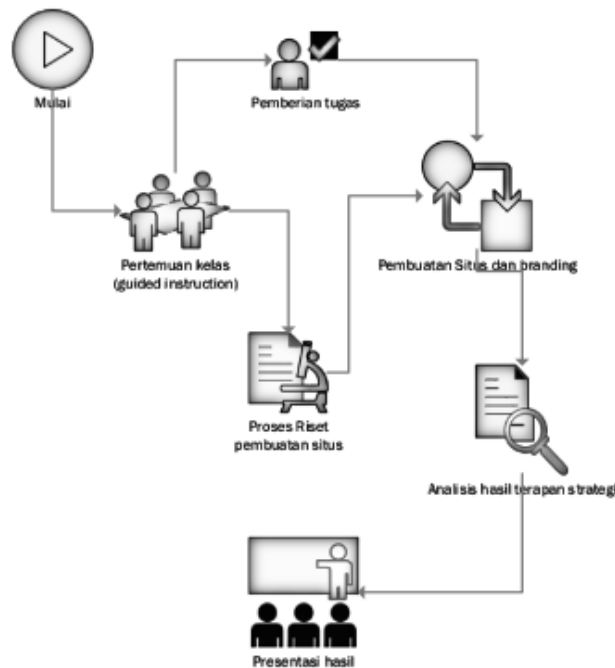 Mulai
Pemberian tugas
Pertemuan kelas
(guided instruction)
Pembuatan Situs dan branding
Proses Riset
pembuatan situs
Analisis hasil terapan strategi
Presentasi hasil